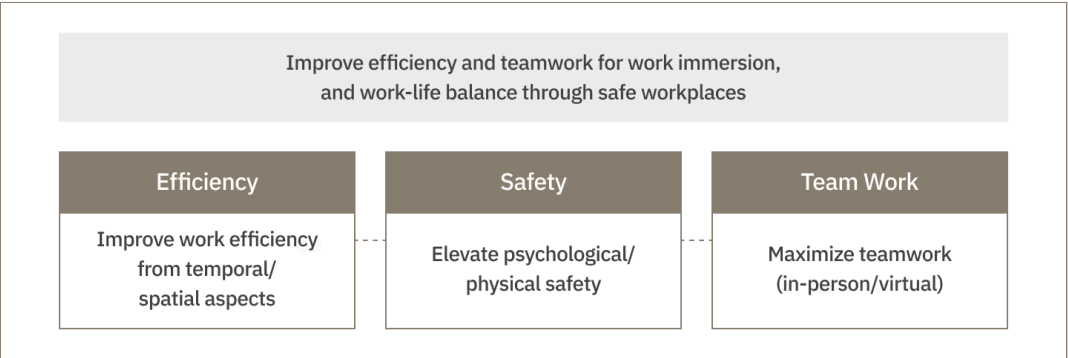 Improve efficiency and teamwork for work immersion,
and work-life balance through safe workplaces
Efficiency
Improve work efficiency
from temporal/
spatial aspects
Safety
Elevate psychological/
physical safety
Team Work
Maximize teamwork
(in-person/virtual)